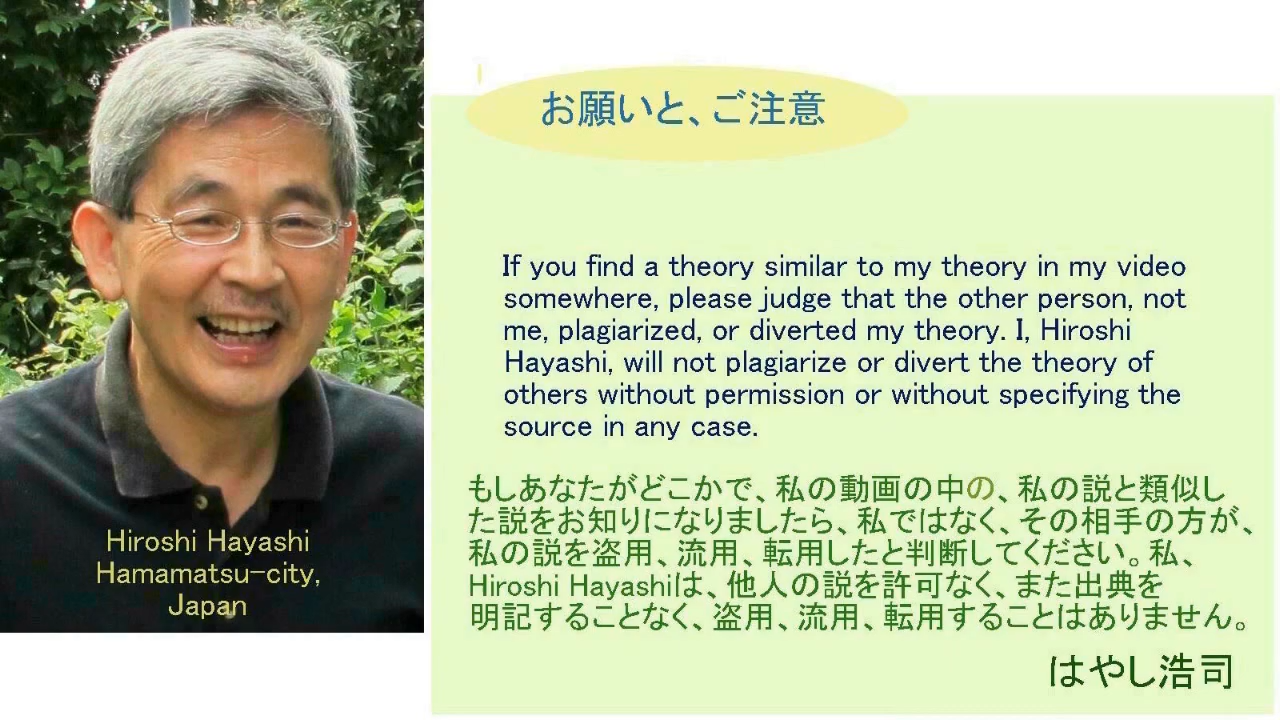 お願いと、ご注意
If you find a theory similar to my theory in my video
somewhere, please judge that the other person, not
me, plagiarized, or diverted my theory. I, Hiroshi
Hayashi, will not plagiarize or divert the theory of
others without permission or without specifying the
source in any case.
もしあなたがどこかで、私の動画の中の、私の説と類似し
た説をお知りになりましたら、私ではなく、その相手の方が、
私の説を盗用、流用、転用したと判断してください。私、
Hiroshi Hayashiは、他人の説を許可なく、また出典を
明記することなく、盗用、流用、転用することはありません。
はやし浩司
Hiroshi Hayashi
Hamamatsu-city,
Japan